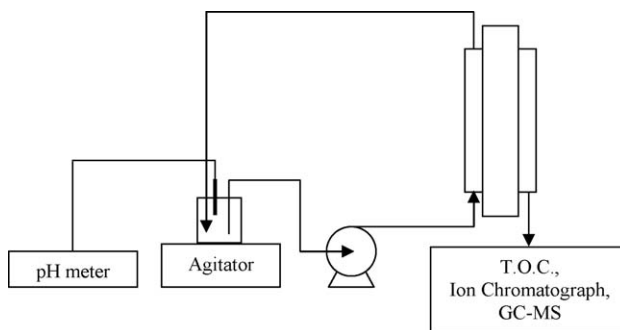 pH meter
Agitator
T.O.C.,
Ion Chromatograph,
GC-MS